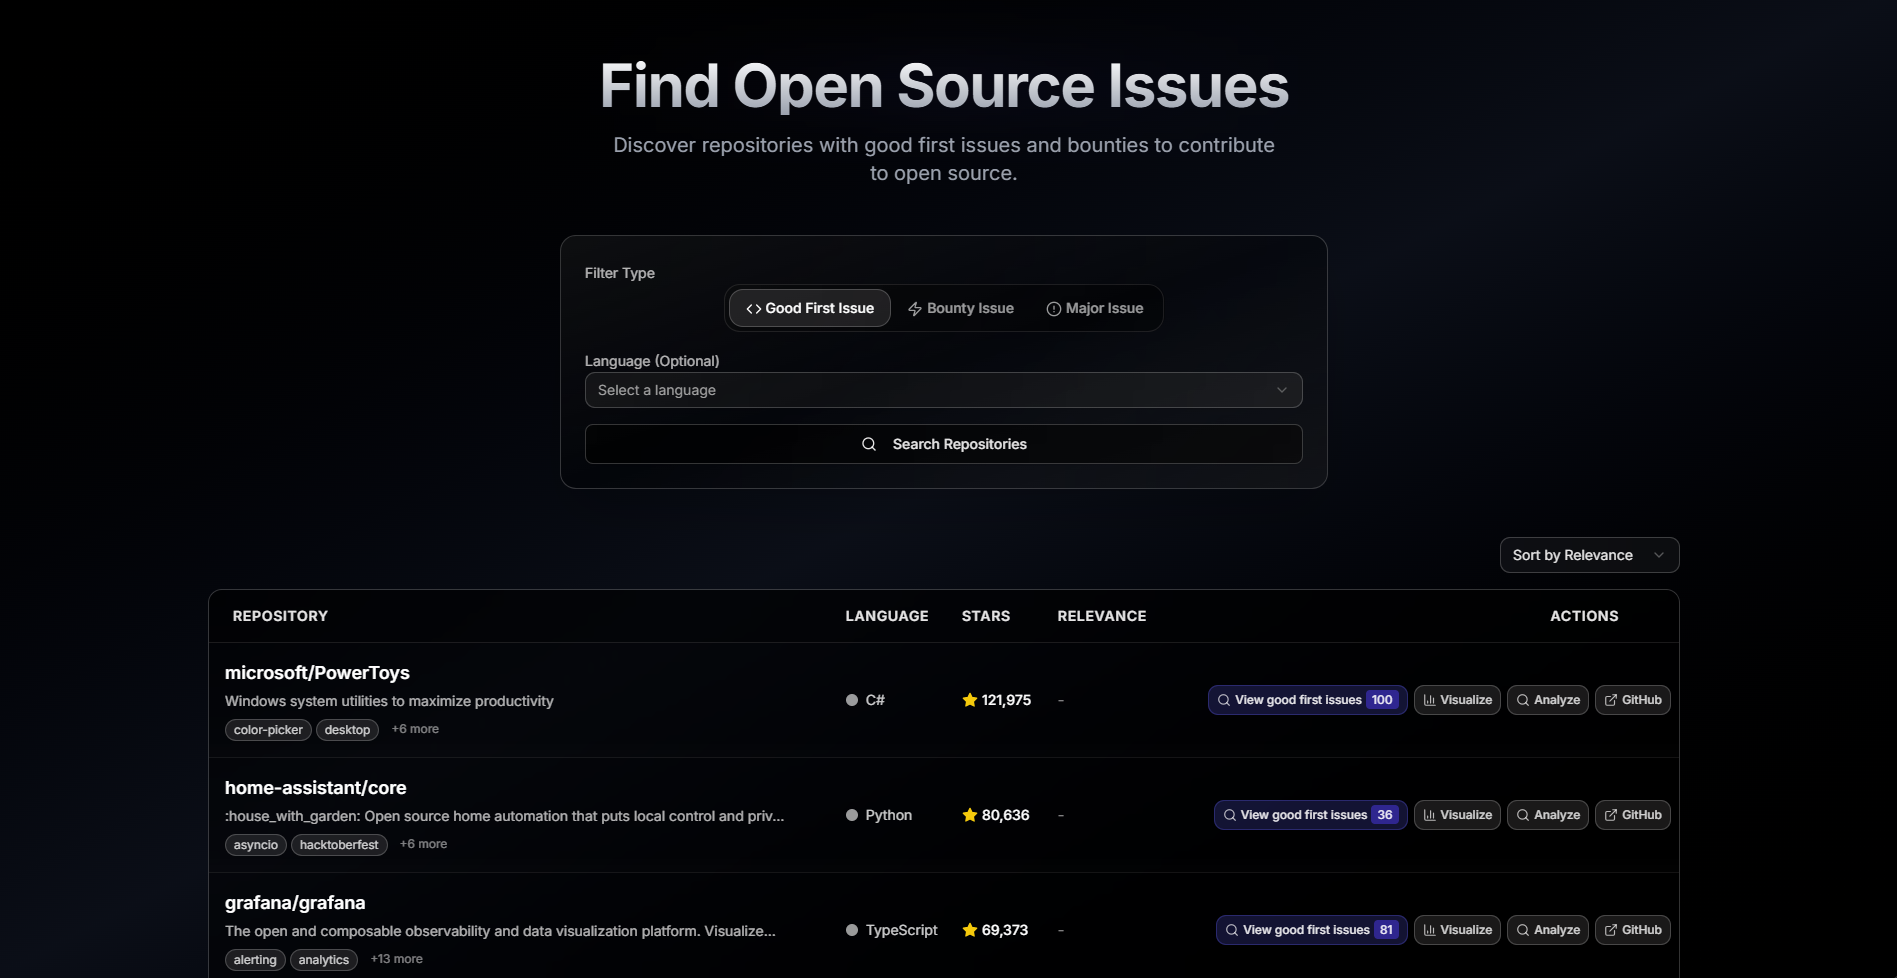 Find Open Source Issues
Discover repositories with good first issues and bounties to contribute
to open source.
Filter Type
Good First Issue Bounty Issue Major Issue
Language (Optional)
Select a language
Search Repositories
Sort by Relevance
REPOSITORY LANGUAGE STARS RELEVANCE ACTIONS
microsoft/PowerToys
Windows system utilities to maximize productivity
color-picker desktop +6 more
C# 121,975 - View good first issues 100 Visualize Analyze GitHub
home-assistant/core
:house_with_garden: Open source home automation that puts local control and priv...
asyncio hacktoberfest +6 more
Python 80,636 - View good first issues 36 Visualize Analyze GitHub
grafana/grafana
The open and composable observability and data visualization platform. Visualize...
alerting analytics +13 more
TypeScript 69,373 - View good first issues 81 Visualize Analyze GitHub